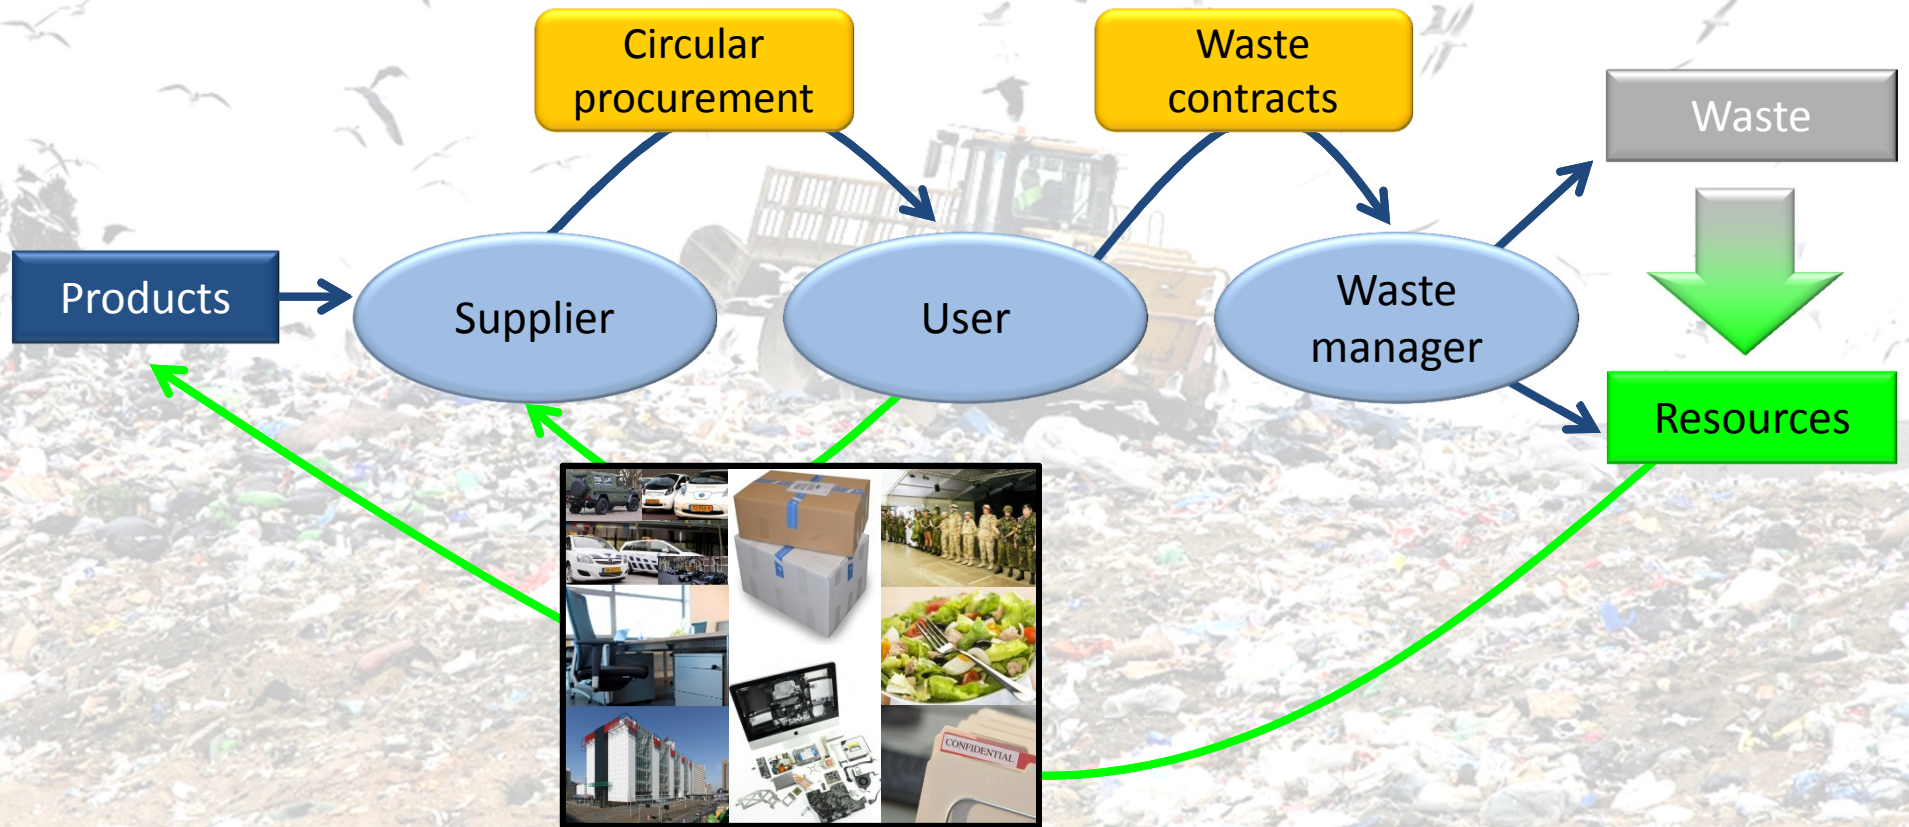 Circular
procurement
Waste
contracts
Waste
Products
Supplier
User
Waste
manager
Resources
CONFIDENTIAL